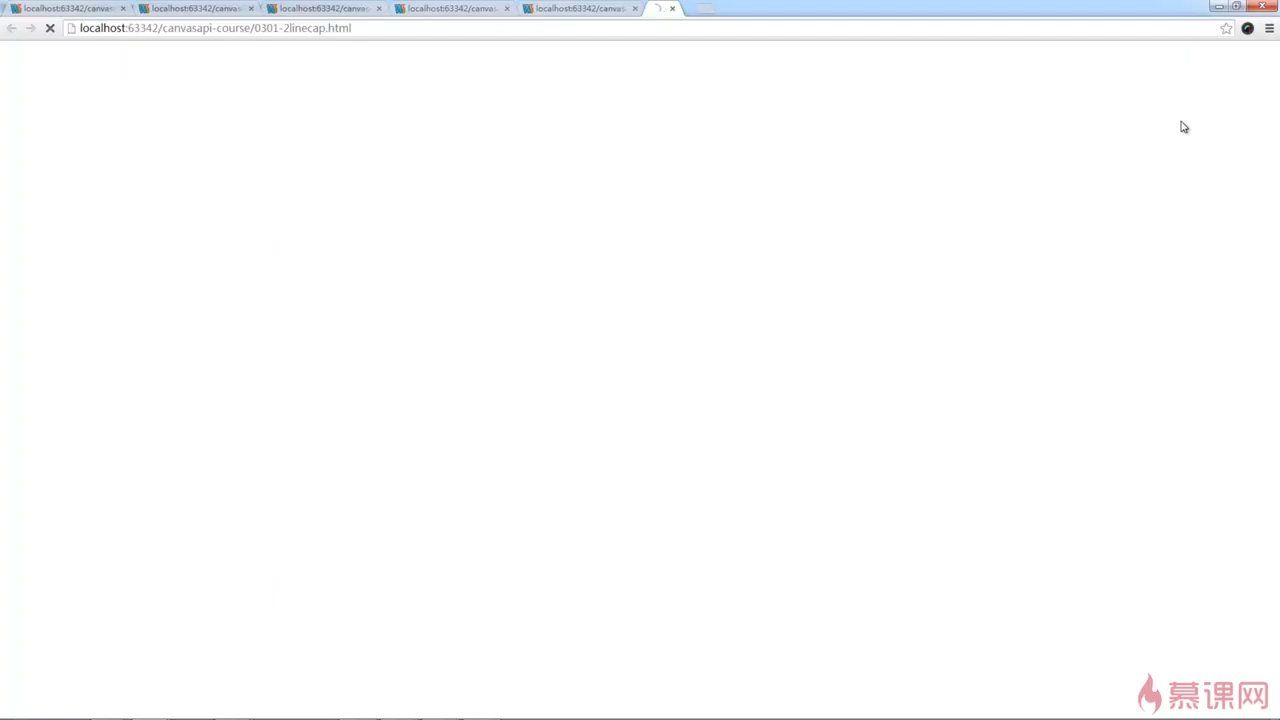 localhost:63342/canvas
localhost:63342/canvas
localhost:63342/canvas
localhost:63342/canva
localhost:63342/canvas
localhost:63342/canvasapi-course/0301-2linecap.html
慕课网